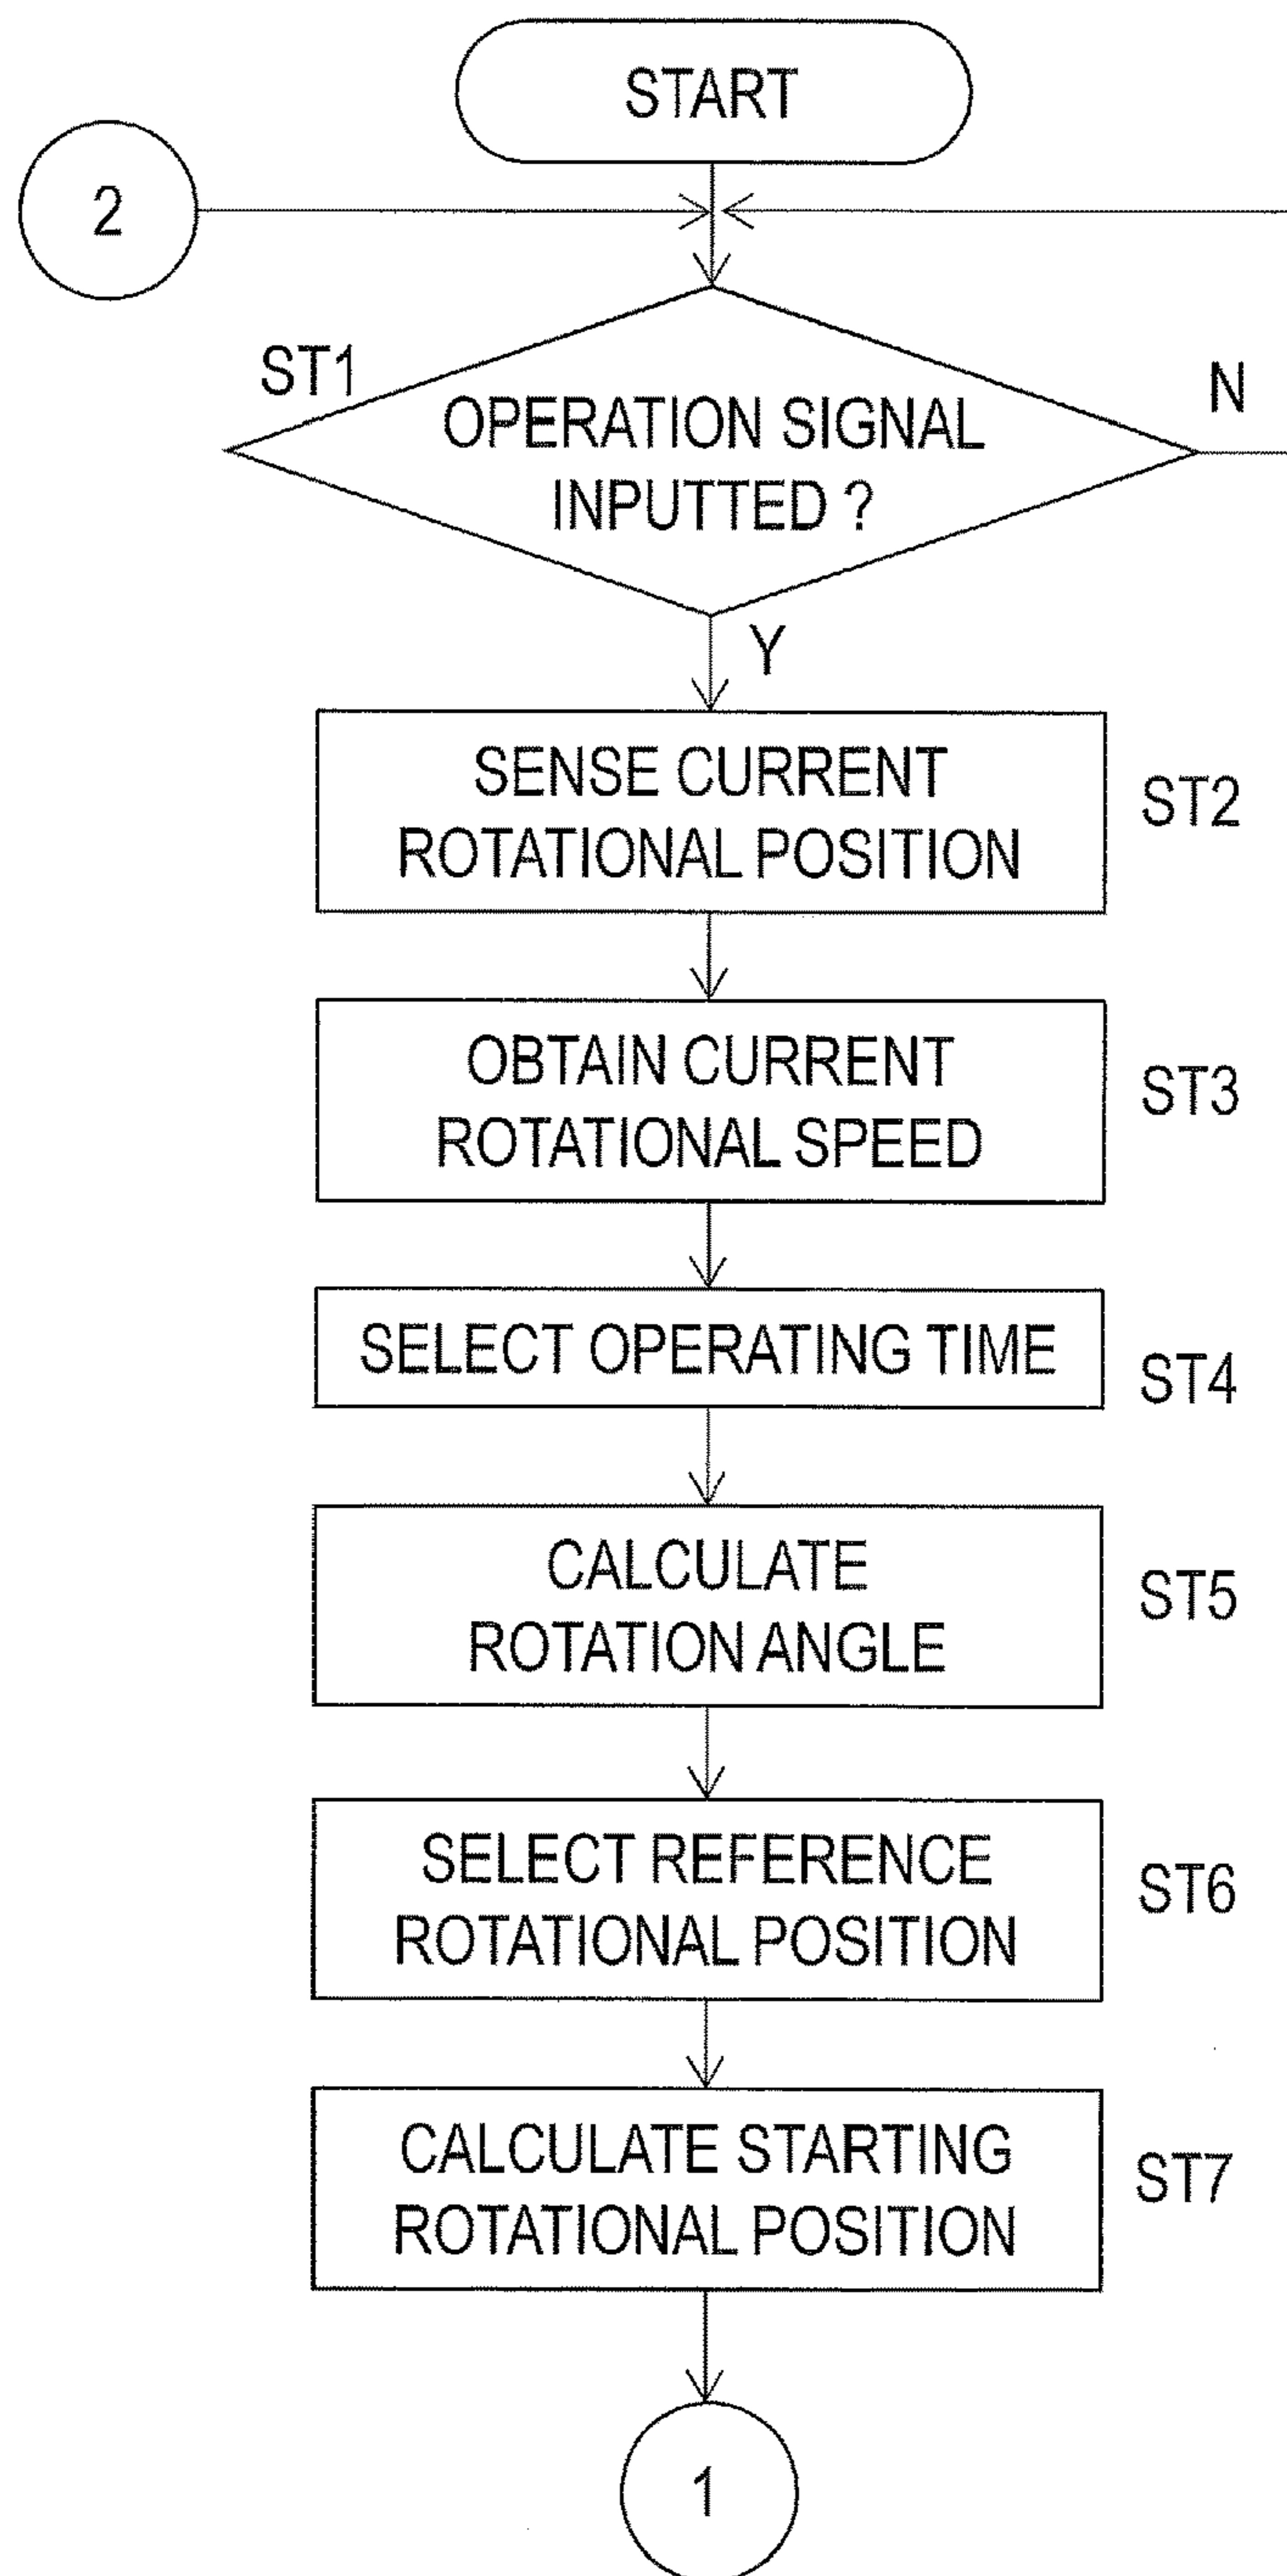 START
2
ST1
OPERATION SIGNAL
INPUTTED ?
N
Y
SENSE CURRENT
ROTATIONAL POSITION
ST2
OBTAIN CURRENT
ROTATIONAL SPEED
ST3
SELECT OPERATING TIME
ST4
CALCULATE
ROTATION ANGLE
ST5
SELECT REFERENCE
ROTATIONAL POSITION
ST6
CALCULATE STARTING
ROTATIONAL POSITION
ST7
1